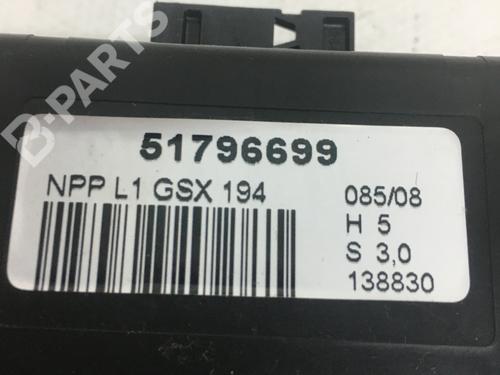 B-PARTS
51796699
NPP L1 GSX 194
085/08
H 5
S 3,0
138830